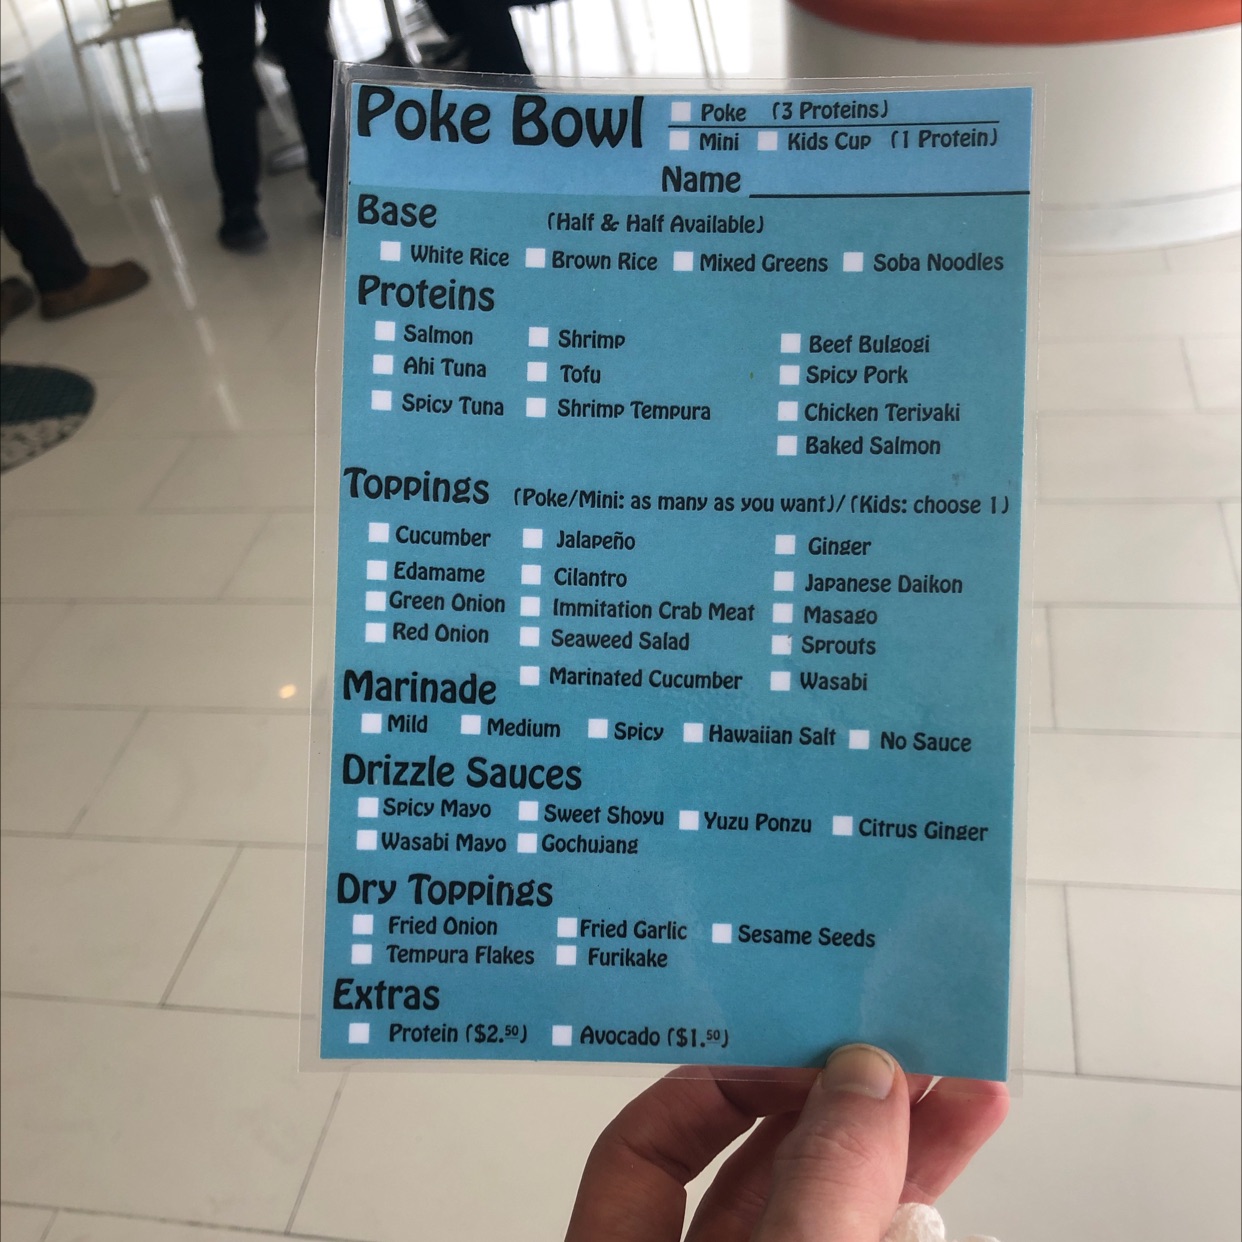 Poke Bowl Poke (3 Proteins)
Mini Kids Cup (1 Protein)
Name
Base (Half & Half Available)
White Rice Brown Rice Mixed Greens Soba Noodles
Proteins
Salmon Shrimp Beef Bulgogi
Ahi Tuna Tofu Spicy Pork
Spicy Tuna Shrimp Tempura Chicken Teriyaki
Baked Salmon
Toppings (Poke/Mini: as many as you want)/ (Kids: choose 1)
Cucumber Jalapeño Ginger
Edamame Cilantro Japanese Daikon
Green Onion Immitation Crab Meat Masago
Red Onion Seaweed Salad Sprouts
Marinated Cucumber Wasabi
Marinade
Mild Medium Spicy Hawaiian Salt No Sauce
Drizzle Sauces
Spicy Mayo Sweet Shoyu Yuzu Ponzu Citrus Ginger
Wasabi Mayo Gochujang
Dry Toppings
Fried Onion Fried Garlic Sesame Seeds
Tempura Flakes Furikake
Extras
Protein ($2.50) Avocado ($1.50)